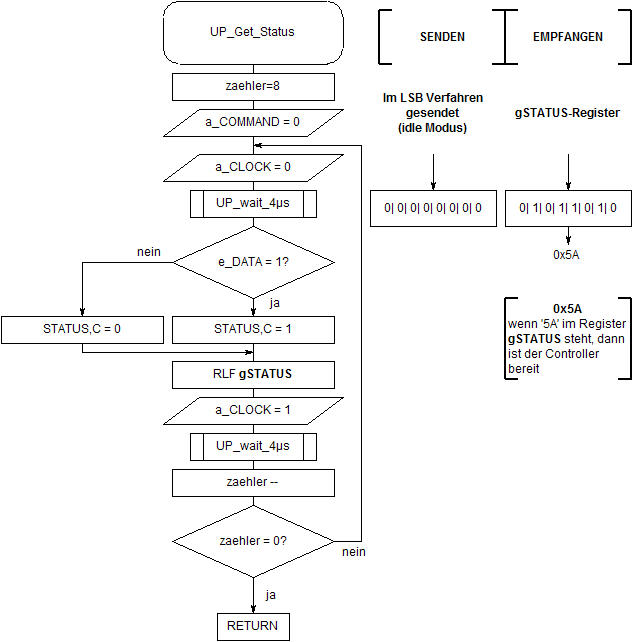 UP_Get_Status
zaehler=8
a_COMMAND = 0
a_CLOCK = 0
UP_wait_4µs
e_DATA = 1?
nein
ja
STATUS,C = 0
STATUS,C = 1
RLF gSTATUS
a_CLOCK = 1
UP_wait_4µs
zaehler --
zaehler = 0?
nein
ja
RETURN
SENDEN
EMPFANGEN
Im LSB Verfahren
gesendet
(idle Modus)
gSTATUS-Register
0| 0| 0| 0| 0| 0| 0| 0
0| 1| 0| 1| 1| 0| 1| 0
0x5A
0x5A
wenn '5A' im Register
gSTATUS steht, dann
ist der Controller
bereit